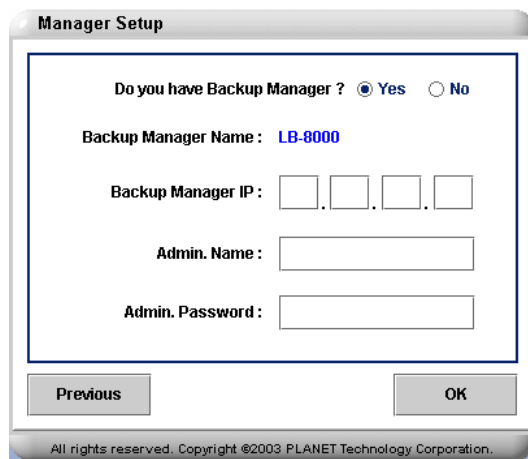 Manager Setup
Do you have Backup Manager ? Yes No
Backup Manager Name : LB-8000
Backup Manager IP : . . .
Admin. Name :
Admin. Password :
Previous OK
All rights reserved. Copyright ©2003 PLANET Technology Corporation.